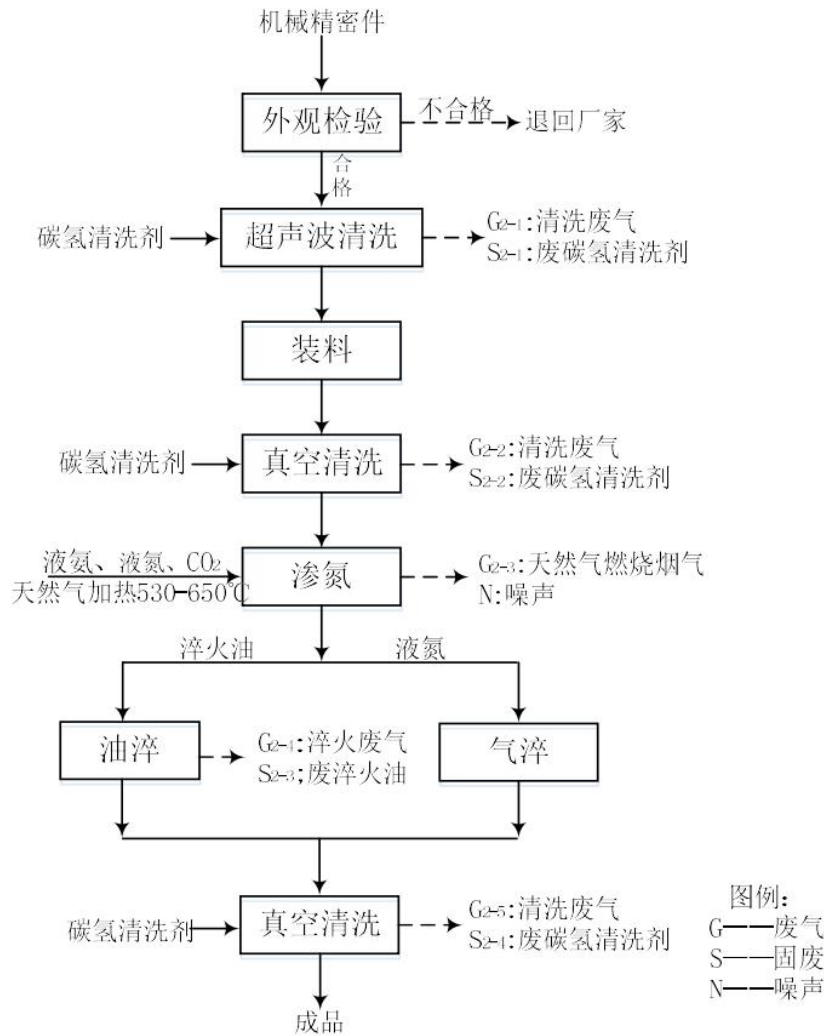 机械精密件
外观检验
不合格
退回厂家
合格
碳氢清洗剂
超声波清洗
G2-1:清洗废气
S2-1:废碳氢清洗剂
装料
碳氢清洗剂
真空清洗
G2-2:清洗废气
S2-2:废碳氢清洗剂
液氨、液氮、CO2
天然气加热530-650℃
渗氮
G2-3:天然气燃烧烟气
N:噪声
淬火油
液氮
油淬
G2-4:淬火废气
S2-3;废淬火油
气淬
碳氢清洗剂
真空清洗
G2-5:清洗废气
S2-4:废碳氢清洗剂
成品
图例:
G——废气
S——固废
N——噪声